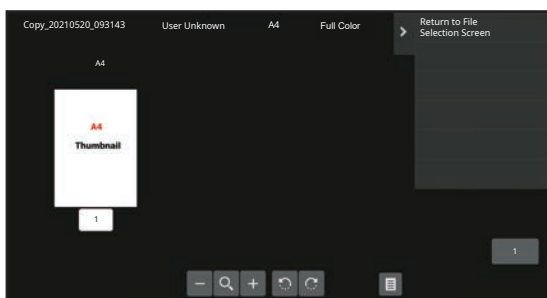 Copy_20210520_093143 User Unknown A4 Full Color
Return to File
Selection Screen
A4
A4
Thumbnail
1
1